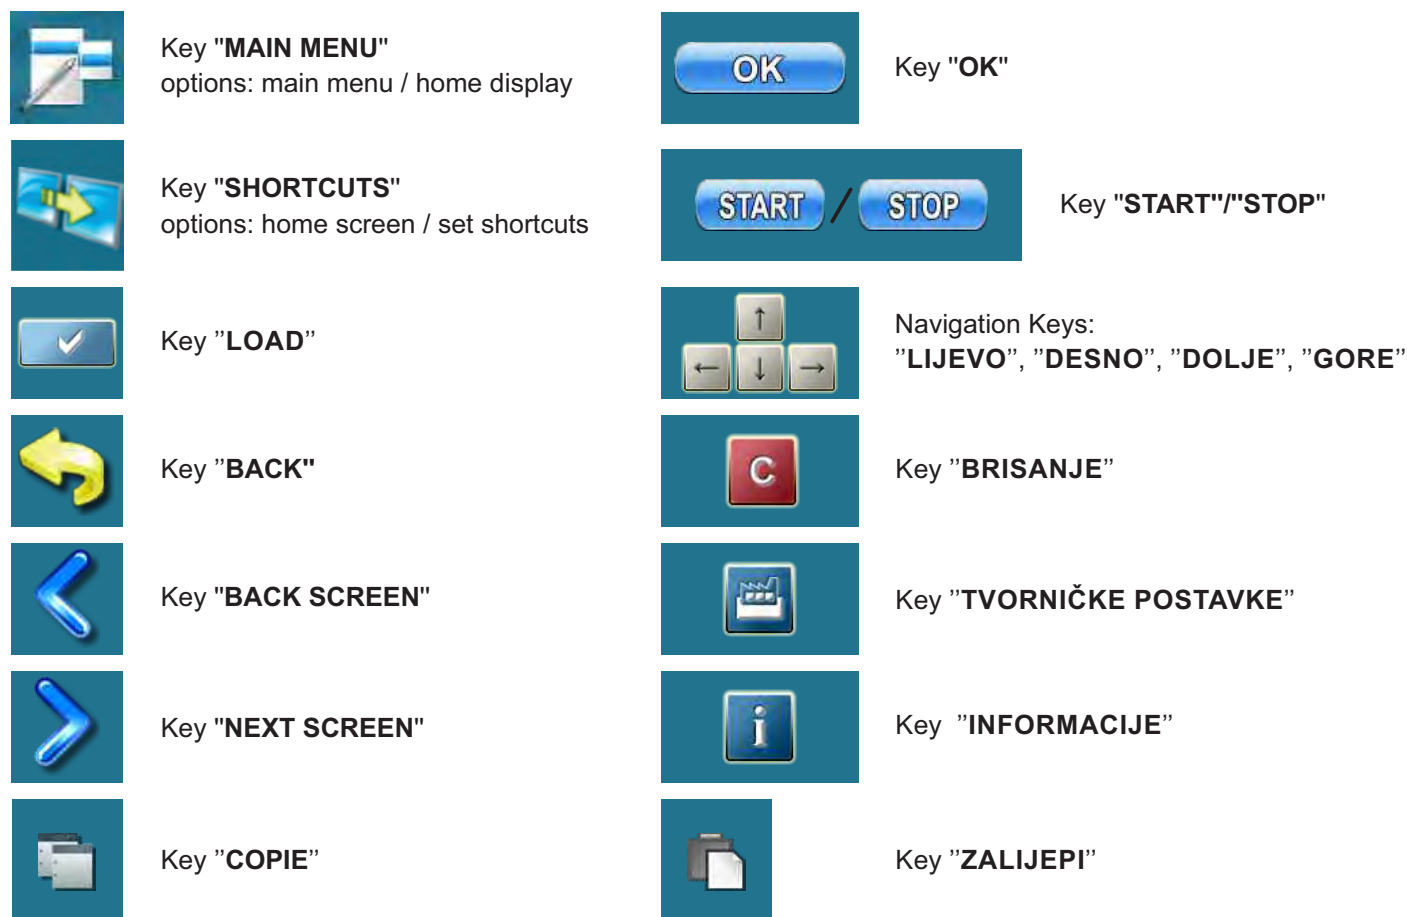 Key "MAIN MENU"
options: main menu / home display
Key "SHORTCUTS"
options: home screen / set shortcuts
Key ”LOAD”
Key ”BACK"
Key "BACK SCREEN"
Key "NEXT SCREEN"
Key ”COPIE”
OK
Key "OK"
START / STOP
Key "START"/"STOP"
↑
← ↓ →
Navigation Keys:
”LIJEVO”, ”DESNO”, ”DOLJE”, ”GORE”
C
Key ”BRISANJE”
Key ”TVORNIČKE POSTAVKE”
i
Key ”INFORMACIJE”
Key ”ZALIJEPI”